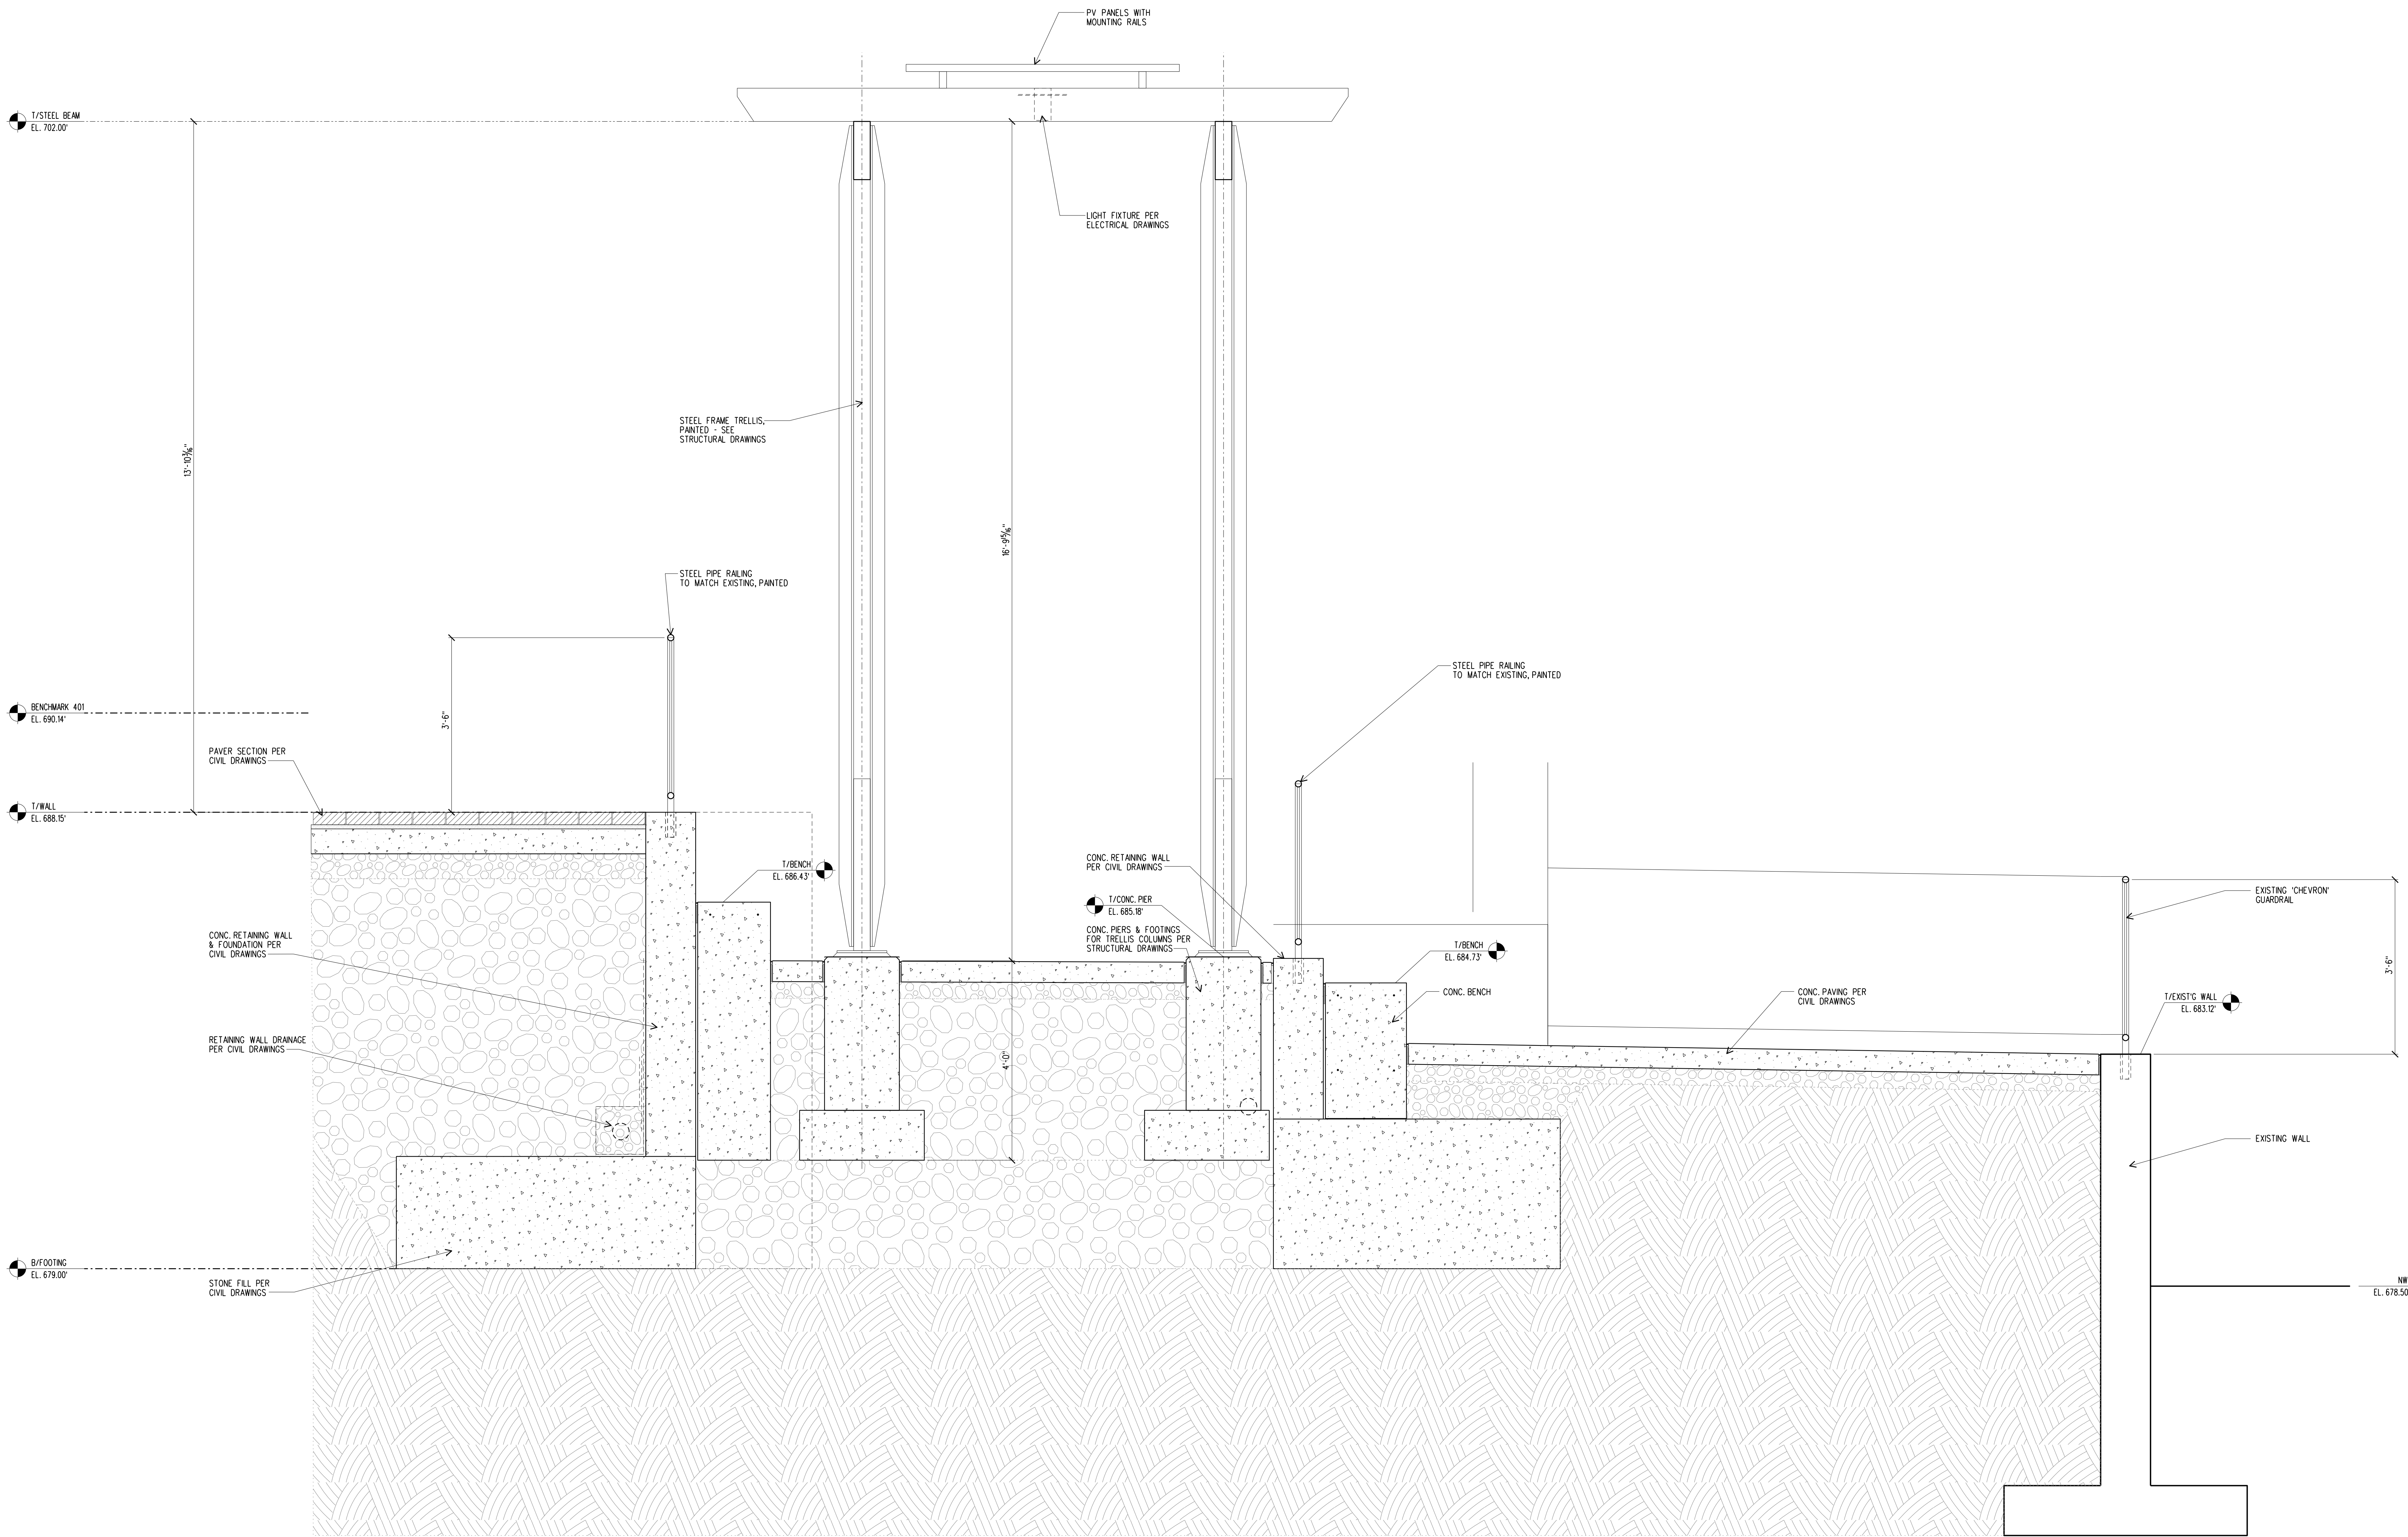 PV PANELS WITH
MOUNTING RAILS
T/STEEL BEAM
EL. 702.00'
LIGHT FIXTURE PER
ELECTRICAL DRAWINGS
STEEL FRAME TRELLIS,
PAINTED - SEE
STRUCTURAL DRAWINGS
13'-10 3/16"
16'-9 15/16"
STEEL PIPE RAILING
TO MATCH EXISTING, PAINTED
STEEL PIPE RAILING
TO MATCH EXISTING, PAINTED
3'-6"
BENCHMARK 401
EL. 690.14'
PAVER SECTION PER
CIVIL DRAWINGS
T/WALL
EL. 688.15'
T/BENCH
EL. 686.43'
CONC. RETAINING WALL
PER CIVIL DRAWINGS
T/CONC. PIER
EL. 685.18'
CONC. PIERS & FOOTINGS
FOR TRELLIS COLUMNS PER
STRUCTURAL DRAWINGS
EXISTING 'CHEVRON'
GUARDRAIL
CONC. RETAINING WALL
& FOUNDATION PER
CIVIL DRAWINGS
T/BENCH
EL. 684.73'
3'-6"
CONC. BENCH
CONC. PAVING PER
CIVIL DRAWINGS
T/EXIST'G WALL
EL. 683.12'
RETAINING WALL DRAINAGE
PER CIVIL DRAWINGS
4'-0"
EXISTING WALL
B/FOOTING
EL. 679.00'
STONE FILL PER
CIVIL DRAWINGS
NW
EL. 678.50